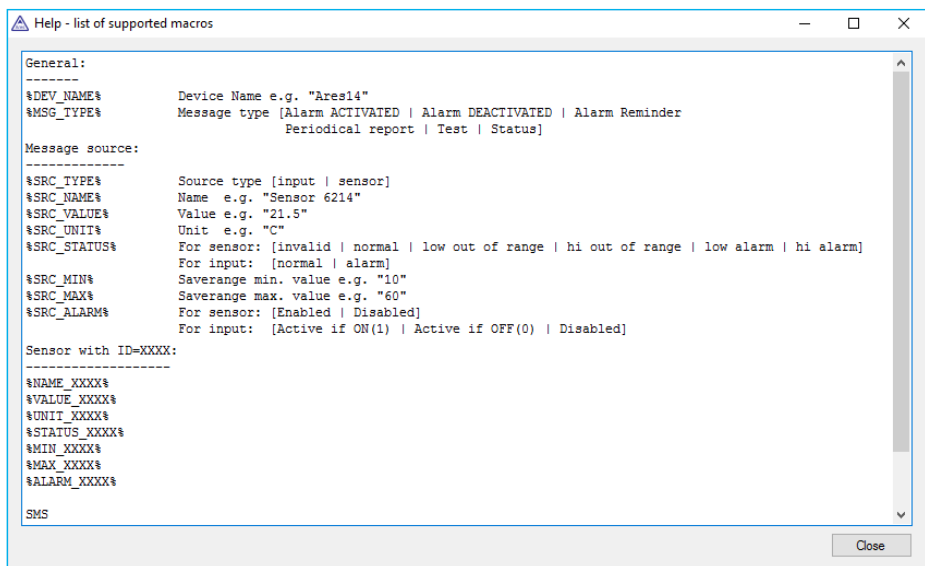 Help - list of supported macros
General:
-------
%DEV_NAME% Device Name e.g. "Ares14"
%MSG_TYPE% Message type [Alarm ACTIVATED | Alarm DEACTIVATED | Alarm Reminder
Periodical report | Test | Status]
Message source:
-------------
%SRC_TYPE% Source type [input | sensor]
%SRC_NAME% Name e.g. "Sensor 6214"
%SRC_VALUE% Value e.g. "21.5"
%SRC_UNIT% Unit e.g. "C"
%SRC_STATUS% For sensor: [invalid | normal | low out of range | hi out of range | low alarm | hi alarm]
For input: [normal | alarm]
%SRC_MIN% Saverange min. value e.g. "10"
%SRC_MAX% Saverange max. value e.g. "60"
%SRC_ALARM% For sensor: [Enabled | Disabled]
For input: [Active if ON(1) | Active if OFF(0) | Disabled]
Sensor with ID=XXXX:
-------------------
%NAME_XXXX%
%VALUE_XXXX%
%UNIT_XXXX%
%STATUS_XXXX%
%MIN_XXXX%
%MAX_XXXX%
%ALARM_XXXX%
SMS
Close